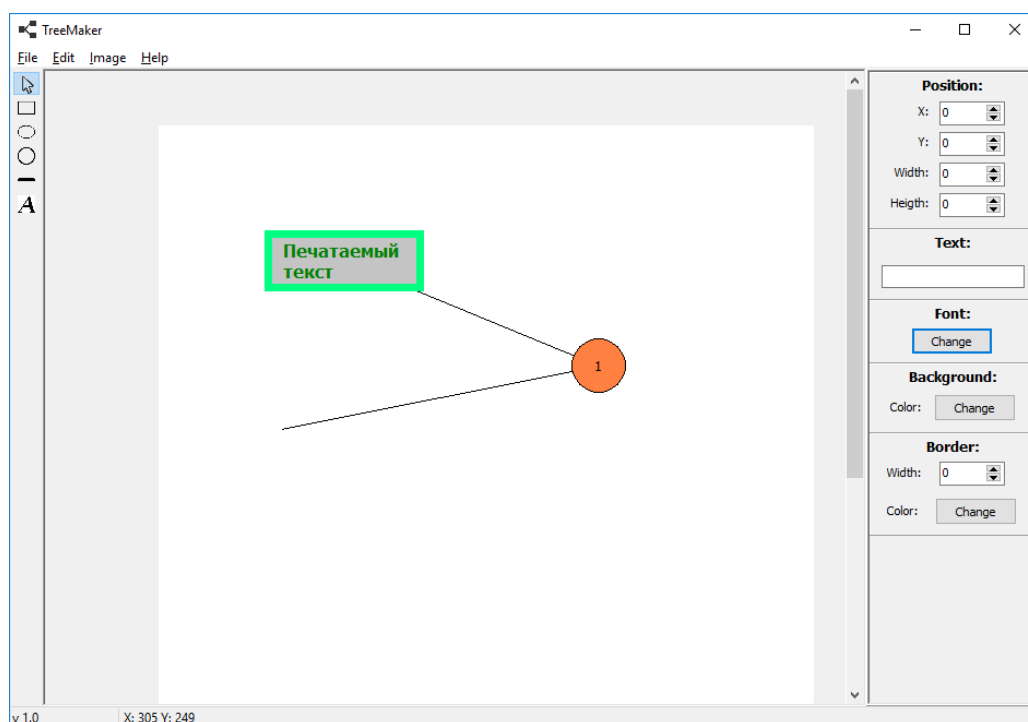 TreeMaker
File Edit Image Help
Position:
X: 0
Y: 0
Width: 0
Heigth: 0
Text:
Font:
Change
Background:
Color: Change
Border:
Width: 0
Color: Change
A
Печатаемый
текст
1
v 1.0 X: 305 Y: 249